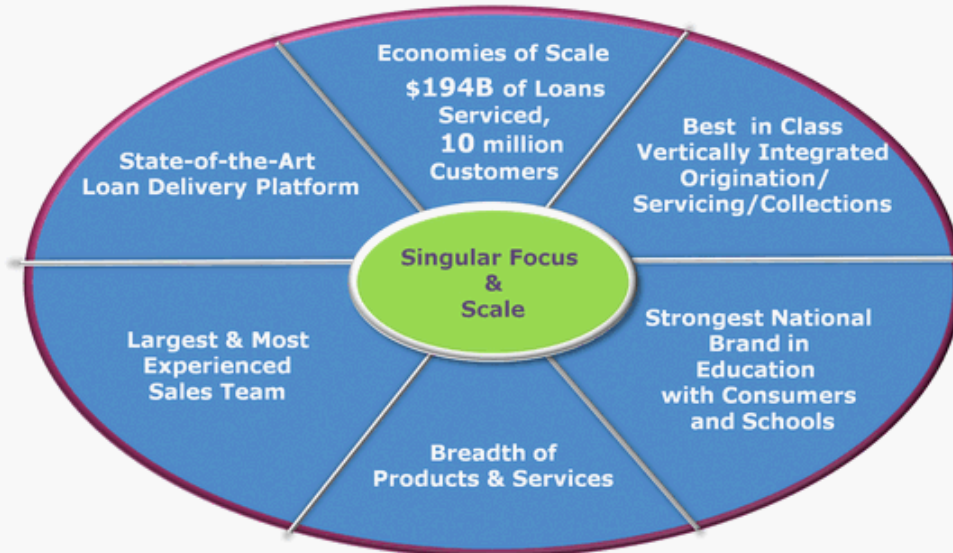 Economies of Scale
$194B of Loans
Serviced,
10 million
Customers
Best in Class
Vertically Integrated
Origination/
Servicing/Collections
Strongest National
Brand in
Education
with Consumers
and Schools
Breadth of
Products & Services
Largest & Most
Experienced
Sales Team
State-of-the-Art
Loan Delivery Platform
Singular Focus
&
Scale